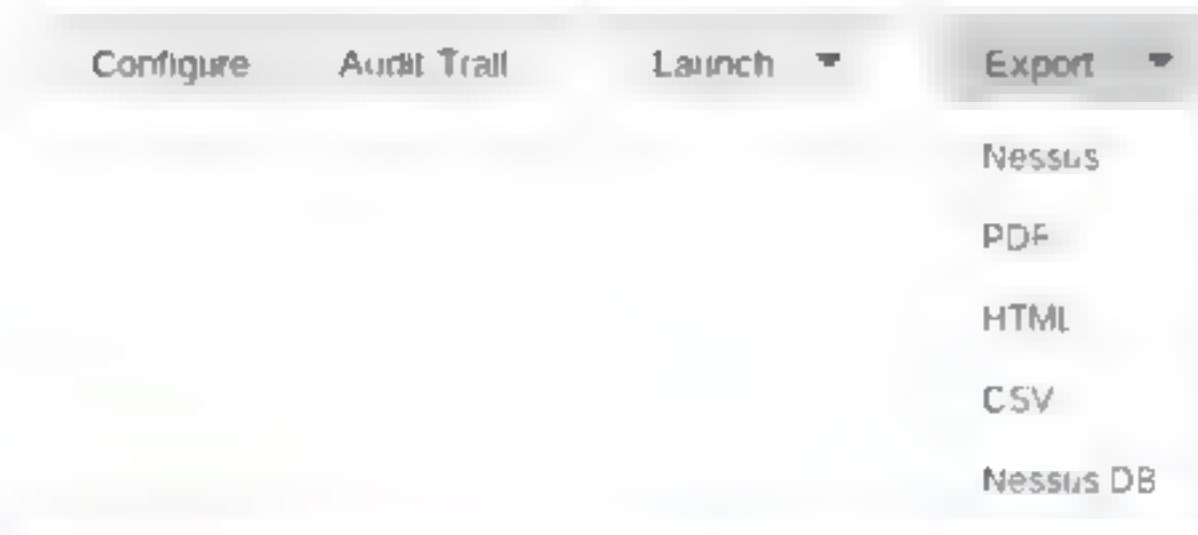 Configure Audit Trail Launch Export
Nessus
PDF
HTML
CSV
Nessus DB